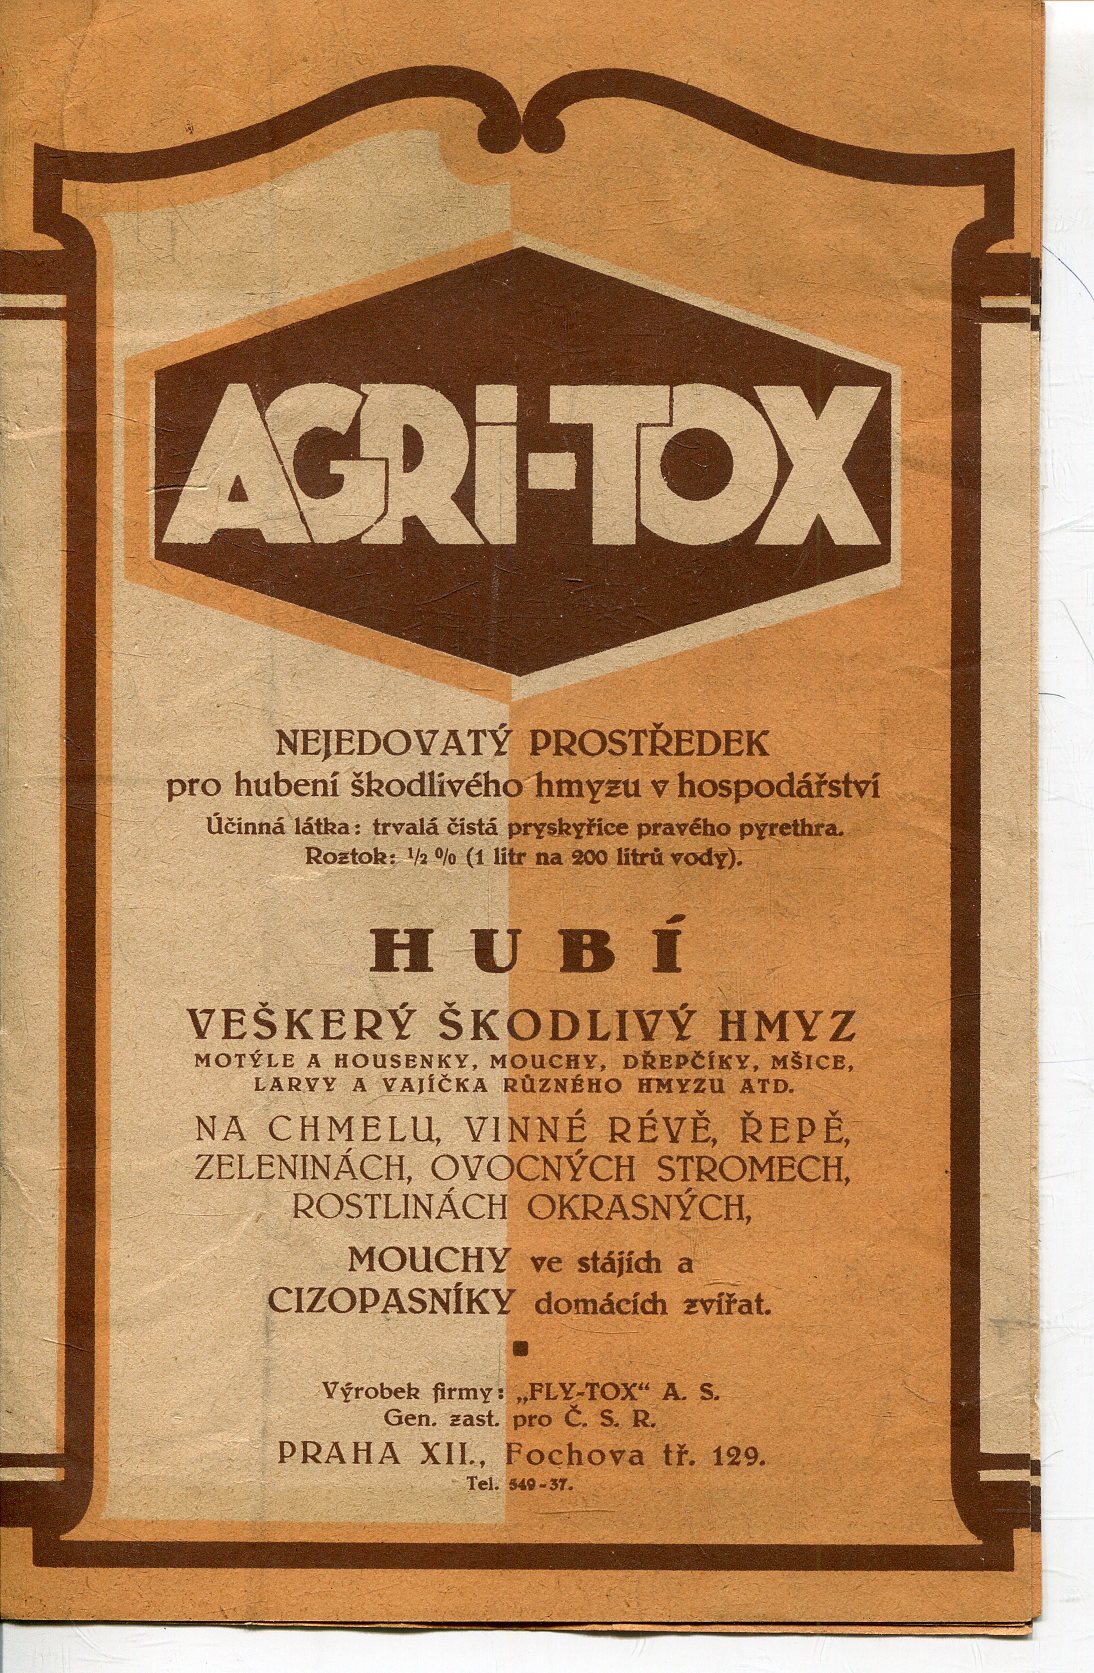 AGRI-TOX
NEJEDOVATÝ PROSTŘEDEK
pro hubení škodlivého hmyzu v hospodářství
Účinná látka: trvalá čistá pryskyřice pravého pyrethra.
Roztok: ½ % (1 litr na 200 litrů vody).
HUBÍ
VEŠKERÝ ŠKODLIVÝ HMYZ
MOTÝLE A HOUSENKY, MOUCHY, DŘEPČÍKY, MŠICE,
LARVY A VAJÍČKA RŮZNÉHO HMYZU ATD.
NA CHMELU, VINNÉ RÉVĚ, ŘEPĚ,
ZELENINÁCH, OVOCNÝCH STROMECH,
ROSTLINÁCH OKRASNÝCH,
MOUCHY ve stájích a
CIZOPASNÍKY domácích zvířat.
Výrobek firmy: „FLY-TOX“ A. S.
Gen. zast. pro Č. S. R.
PRAHA XII., Fochova tř. 129.
Tel. 549-37.